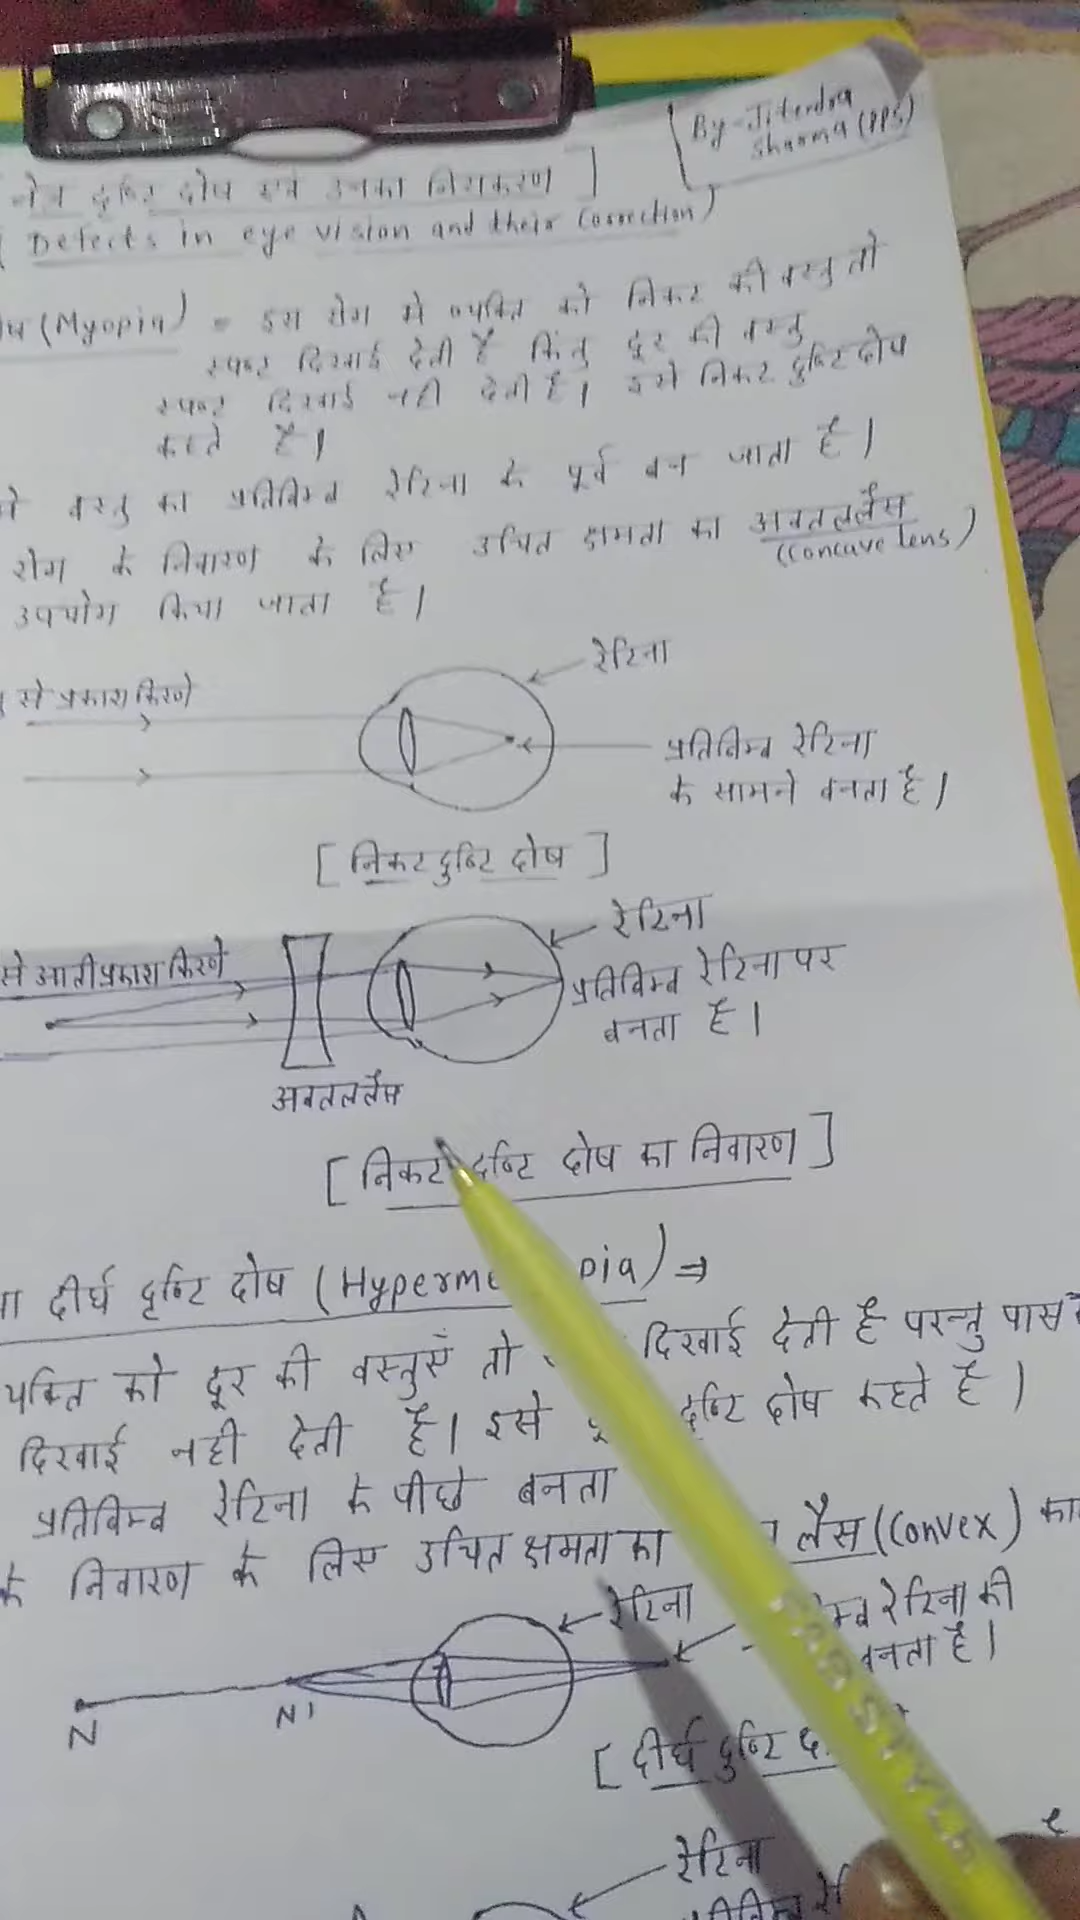 By-Jitendra
Sharma (PPS)
दृष्टि दोष एवं उनका निराकरण ]
( Defects in eye vision and their Correction)
(Myopia) = इस रोग मे व्यक्ति को निकट की वस्तु तो
स्पष्ट दिखाई देती है किंतु दूर की वस्तु
स्पष्ट दिखाई नही देती है। इसे निकट दृष्टि दोष
कहते है।
वस्तु का प्रतिबिम्ब रेटिना के पूर्व बन जाता है।
रोग के निवारण के लिए उचित क्षमता का अवतललैंस
(Concave lens)
उपयोग किया जाता है।
रेटिना
से प्रकाश किरणे
प्रतिबिम्ब रेटिना
के सामने बनता है।
[ निकट दृष्टि दोष ]
रेटिना
से आती प्रकाश किरणे
प्रतिबिम्ब रेटिना पर
बनता है।
अवतललैंस
[ निकट दृष्टि दोष का निवारण ]
दीर्घ दृष्टि दोष (Hyperme pia) ⇒
को दूर की वस्तुएं तो दिखाई देती है परन्तु पास
दिखाई नही देती है। इसे दृष्टि दोष कहते है।
प्रतिबिम्ब रेटिना के पीछे बनता
के निवारण के लिए उचित क्षमता का लैंस (Convex) का
रेटिना
रेटिना की
बनता है।
N
N'
[ दीर्घ दृष्टि
रेटिना